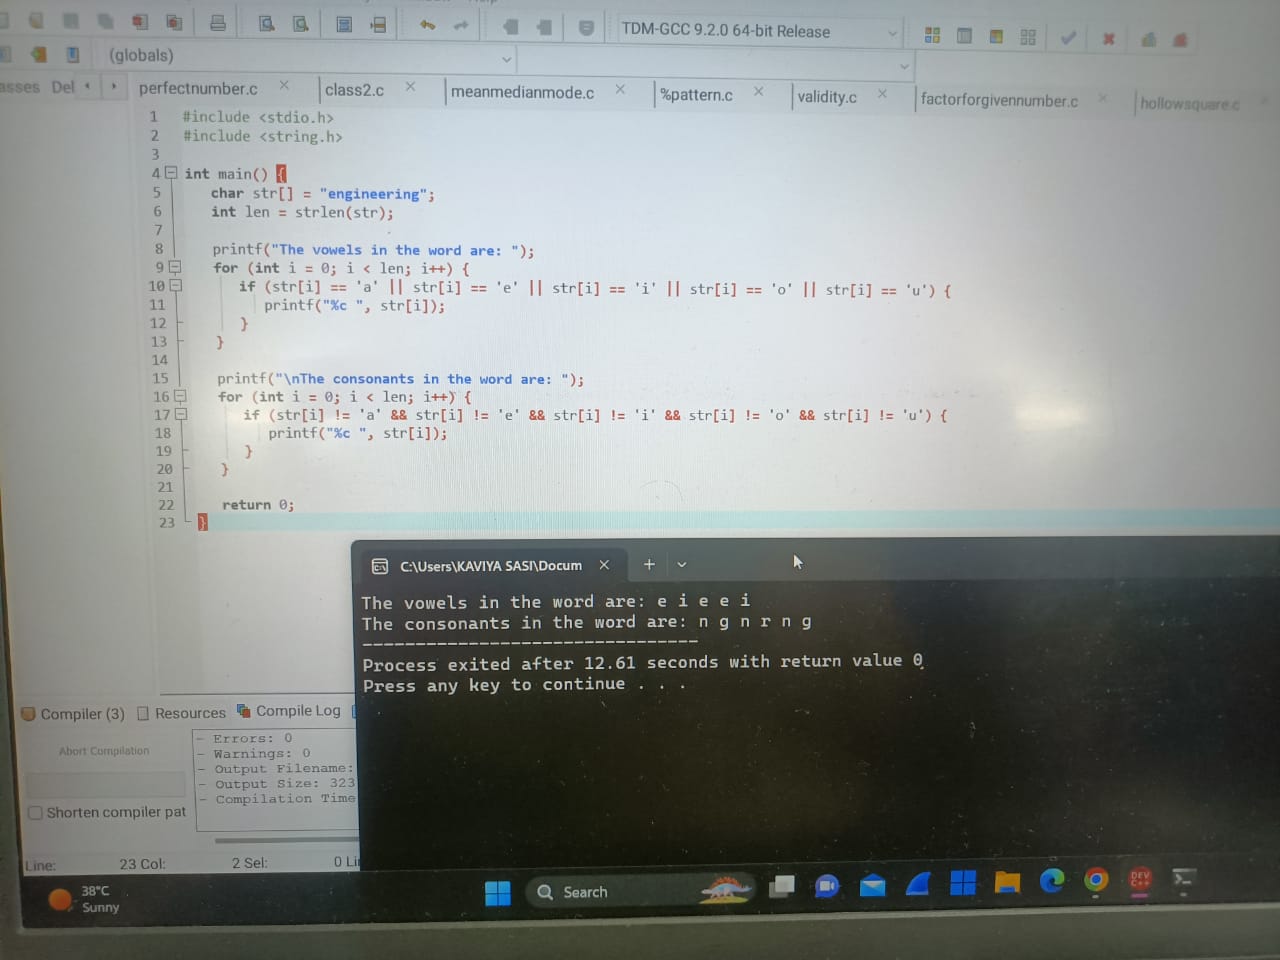 TDM-GCC 9.2.0 64-bit Release
(globals)
asses Del
perfectnumber.c class2.c meanmedianmode.c %pattern.c validity.c factorforgivennumber.c hollowsquare.c
1 #include <stdio.h>
2 #include <string.h>
3
4 int main() {
5 char str[] = "engineering";
6 int len = strlen(str);
7
8 printf("The vowels in the word are: ");
9 for (int i = 0; i < len; i++) {
10 if (str[i] == 'a' || str[i] == 'e' || str[i] == 'i' || str[i] == 'o' || str[i] == 'u') {
11 printf("%c ", str[i]);
12 }
13 }
14
15 printf("\nThe consonants in the word are: ");
16 for (int i = 0; i < len; i++) {
17 if (str[i] != 'a' && str[i] != 'e' && str[i] != 'i' && str[i] != 'o' && str[i] != 'u') {
18 printf("%c ", str[i]);
19 }
20 }
21
22 return 0;
23 }
C:\Users\KAVIYA SASI\Docum
The vowels in the word are: e i e e i
The consonants in the word are: n g n r n g
--------------------------------
Process exited after 12.61 seconds with return value 0
Press any key to continue . . .
Compiler (3) Resources Compile Log
Abort Compilation
Shorten compiler pat
- Errors: 0
- Warnings: 0
- Output Filename:
- Output Size: 323
- Compilation Time
Line: 23 Col: 2 Sel: 0 Li
38°C
Sunny
Search
DEV
C++